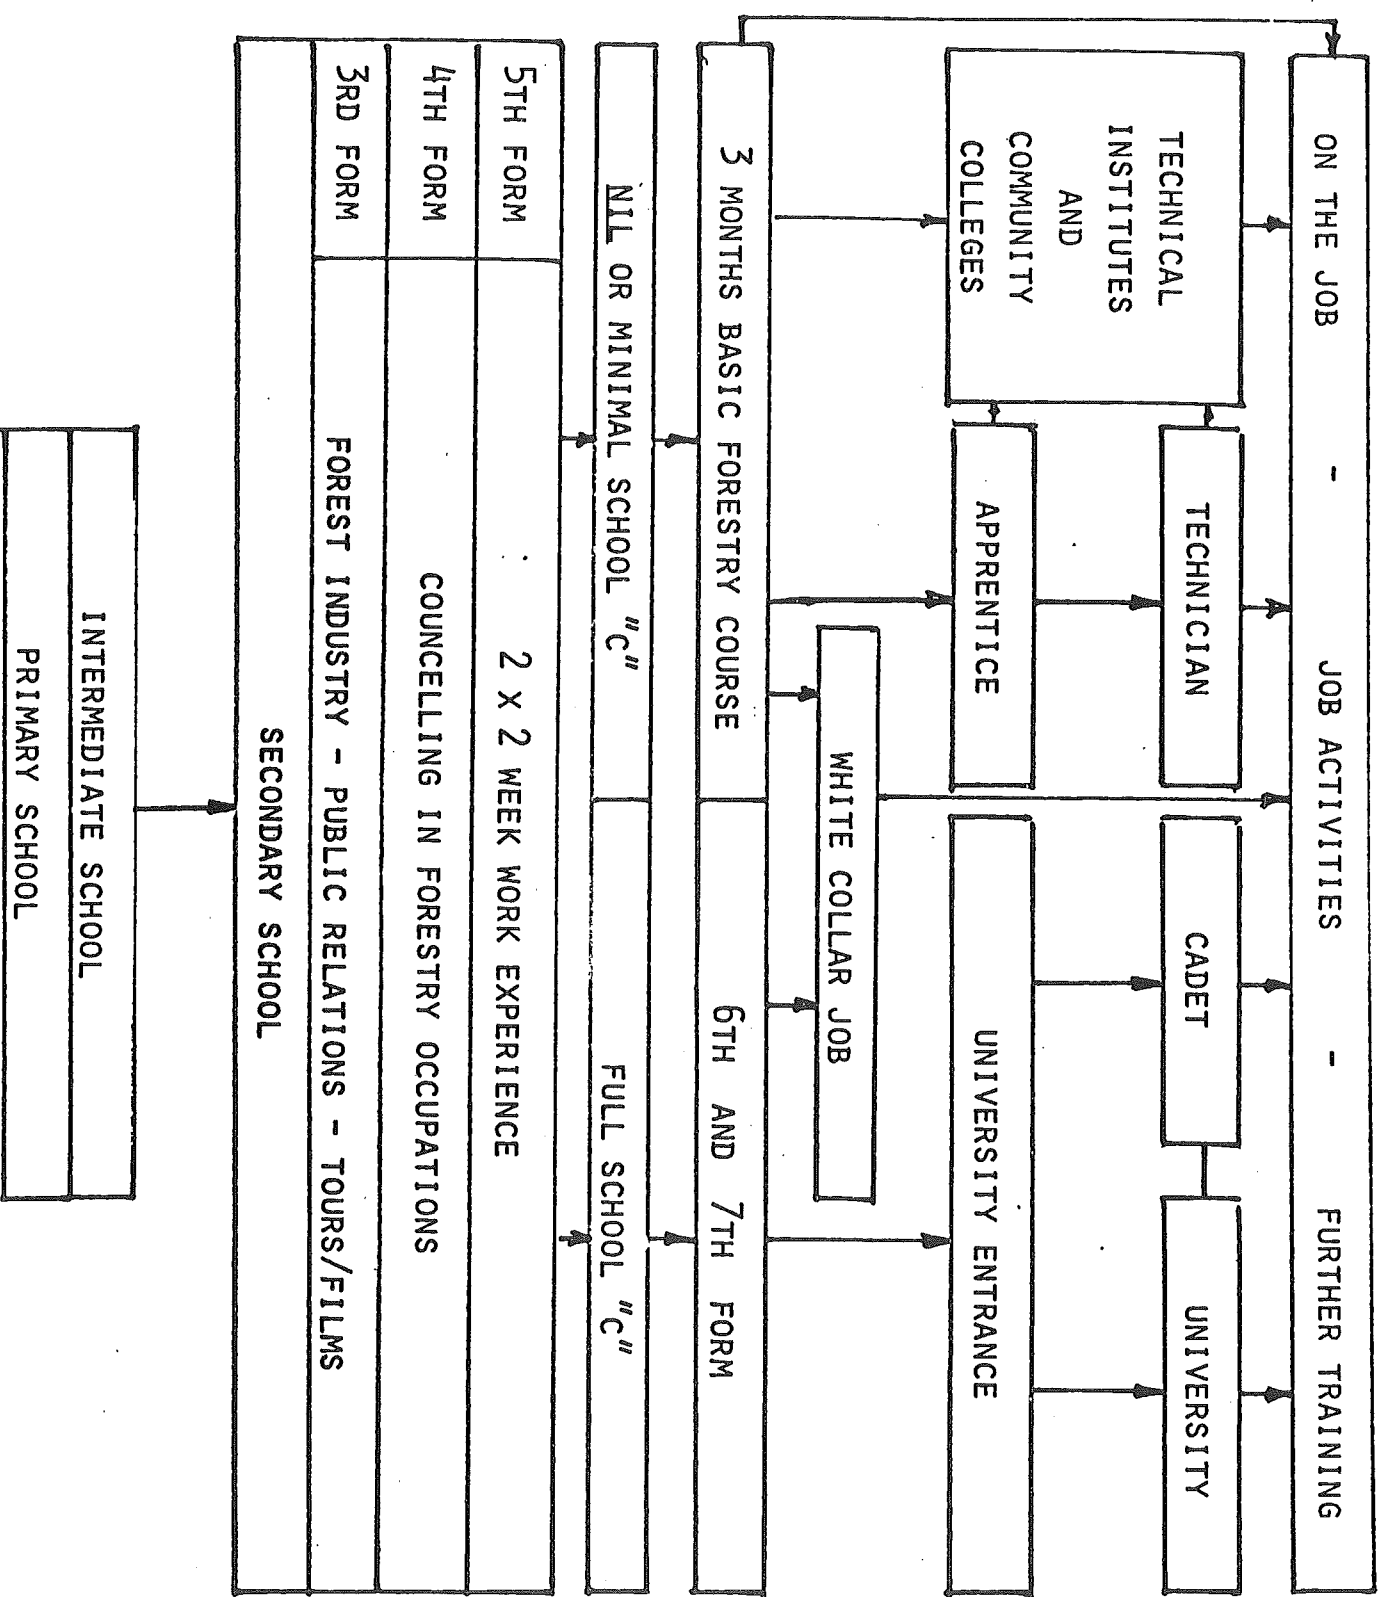 ON THE JOB - JOB ACTIVITIES - FURTHER TRAINING
TECHNICAL
INSTITUTES
AND
COMMUNITY
COLLEGES
TECHNICIAN
CADET
UNIVERSITY
APPRENTICE
UNIVERSITY ENTRANCE
WHITE COLLAR JOB
3 MONTHS BASIC FORESTRY COURSE
6TH AND 7TH FORM
NIL OR MINIMAL SCHOOL "C"
FULL SCHOOL "C"
5TH FORM
2 X 2 WEEK WORK EXPERIENCE
4TH FORM
COUNCELLING IN FORESTRY OCCUPATIONS
3RD FORM
FOREST INDUSTRY - PUBLIC RELATIONS - TOURS/FILMS
SECONDARY SCHOOL
INTERMEDIATE SCHOOL
PRIMARY SCHOOL